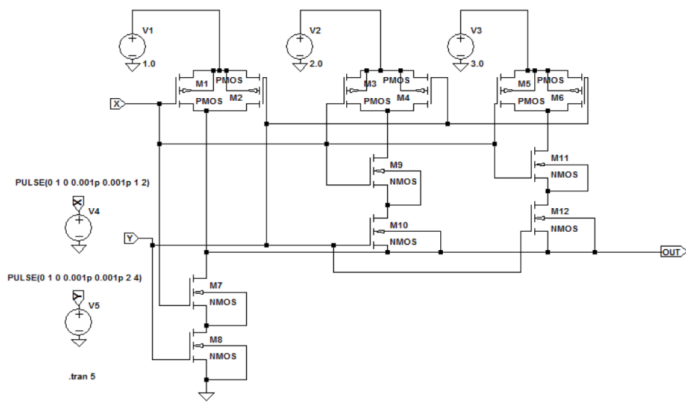 V1
V2
V3
1.0
2.0
3.0
M1
PMOS
M2
PMOS
M3
PMOS
M4
PMOS
M5
PMOS
M6
PMOS
X
M9
NMOS
M11
NMOS
PULSE(0 1 0 0.001p 0.001p 1 2)
X
V4
M10
NMOS
M12
NMOS
Y
OUT
PULSE(0 1 0 0.001p 0.001p 2 4)
Y
V5
M7
NMOS
M8
NMOS
.tran 5